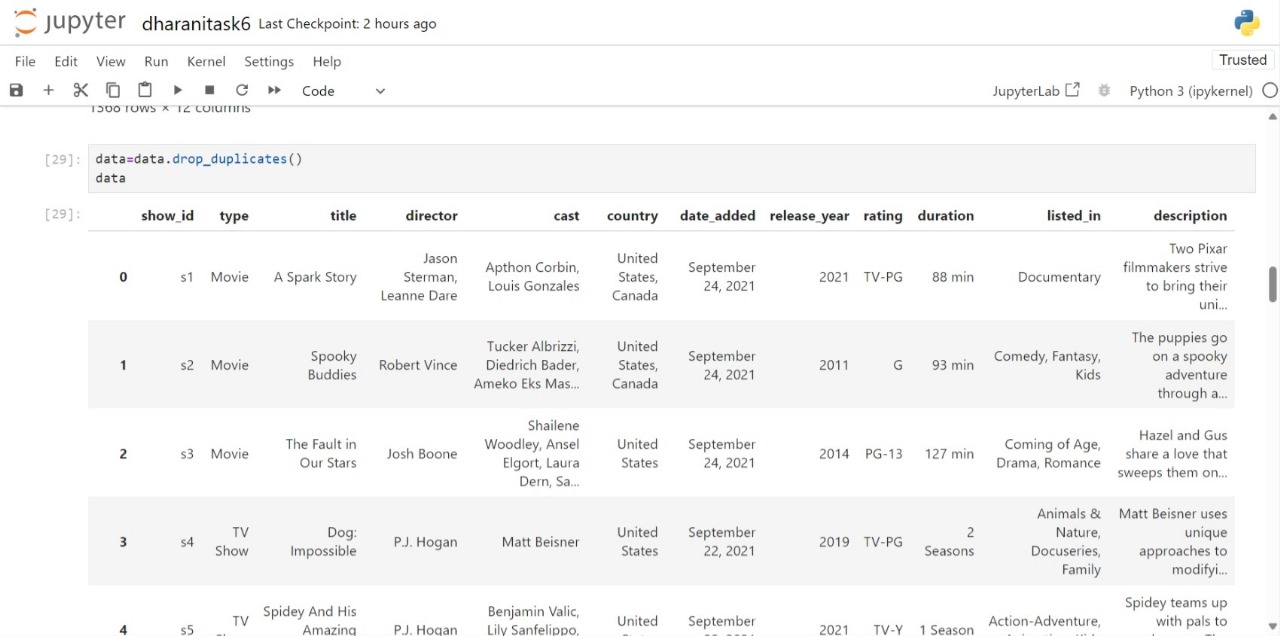 jupyter dharanitask6 Last Checkpoint: 2 hours ago
File Edit View Run Kernel Settings Help
Trusted
Code
JupyterLab
Python 3 (ipykernel)
1368 rows × 12 columns
[29]: data=data.drop_duplicates()
data
[29]: show_id type title director cast country date_added release_year rating duration listed_in description
0 s1 Movie A Spark Story Jason Sterman, Leanne Dare Apthon Corbin, Louis Gonzales United States, Canada September 24, 2021 2021 TV-PG 88 min Documentary Two Pixar filmmakers strive to bring their uni...
1 s2 Movie Spooky Buddies Robert Vince Tucker Albrizzi, Diedrich Bader, Ameko Eks Mas... United States, Canada September 24, 2021 2011 G 93 min Comedy, Fantasy, Kids The puppies go on a spooky adventure through a...
2 s3 Movie The Fault in Our Stars Josh Boone Shailene Woodley, Ansel Elgort, Laura Dern, Sa... United States September 24, 2021 2014 PG-13 127 min Coming of Age, Drama, Romance Hazel and Gus share a love that sweeps them on...
3 s4 TV Show Dog: Impossible P.J. Hogan Matt Beisner United States September 22, 2021 2019 TV-PG 2 Seasons Animals & Nature, Docuseries, Family Matt Beisner uses unique approaches to modifyi...
4 s5 TV Spidey And His Amazing P.J. Hogan Benjamin Valic, Lily Sanfelippo, United September 2021 TV-Y 1 Season Action-Adventure, Spidey teams up with pals to